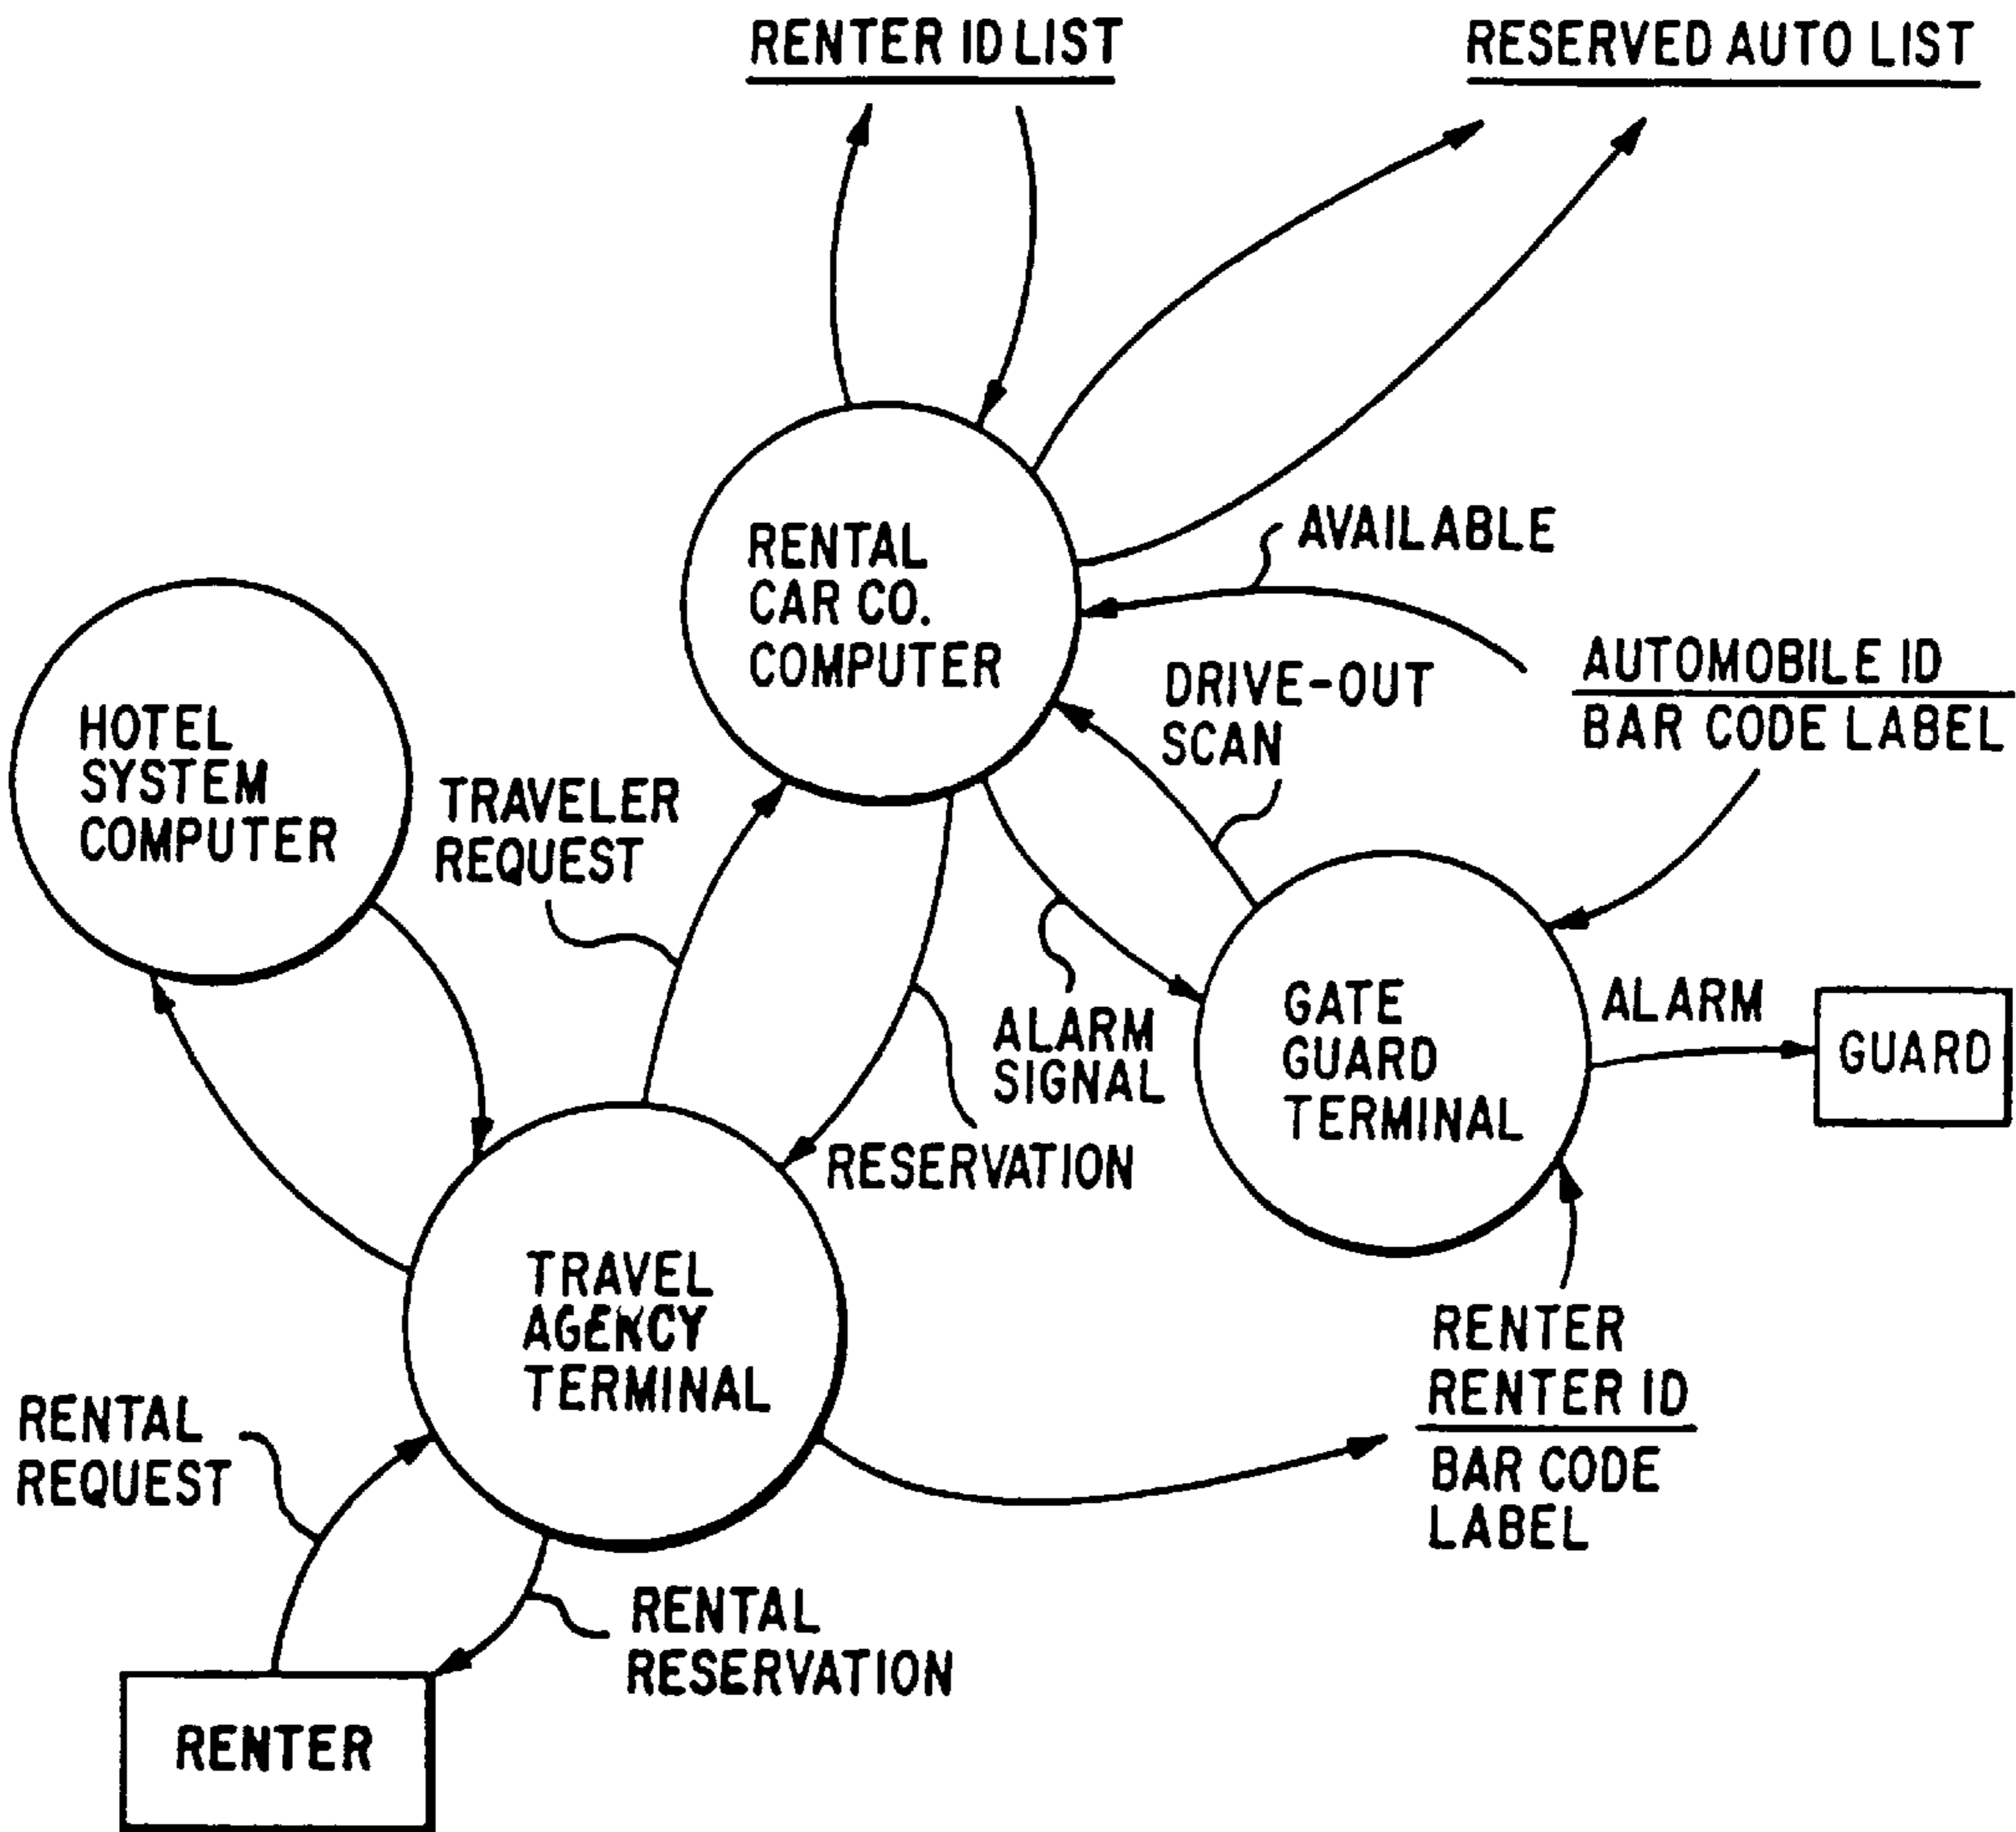 RENTER ID LIST
RESERVED AUTO LIST
RENTAL
CAR CO.
COMPUTER
AVAILABLE
AUTOMOBILE ID
BAR CODE LABEL
DRIVE-OUT
SCAN
HOTEL
SYSTEM
COMPUTER
TRAVELER
REQUEST
ALARM
SIGNAL
GATE
GUARD
TERMINAL
ALARM
GUARD
RESERVATION
TRAVEL
AGENCY
TERMINAL
RENTER
RENTER ID
BAR CODE
LABEL
RENTAL
REQUEST
RENTAL
RESERVATION
RENTER